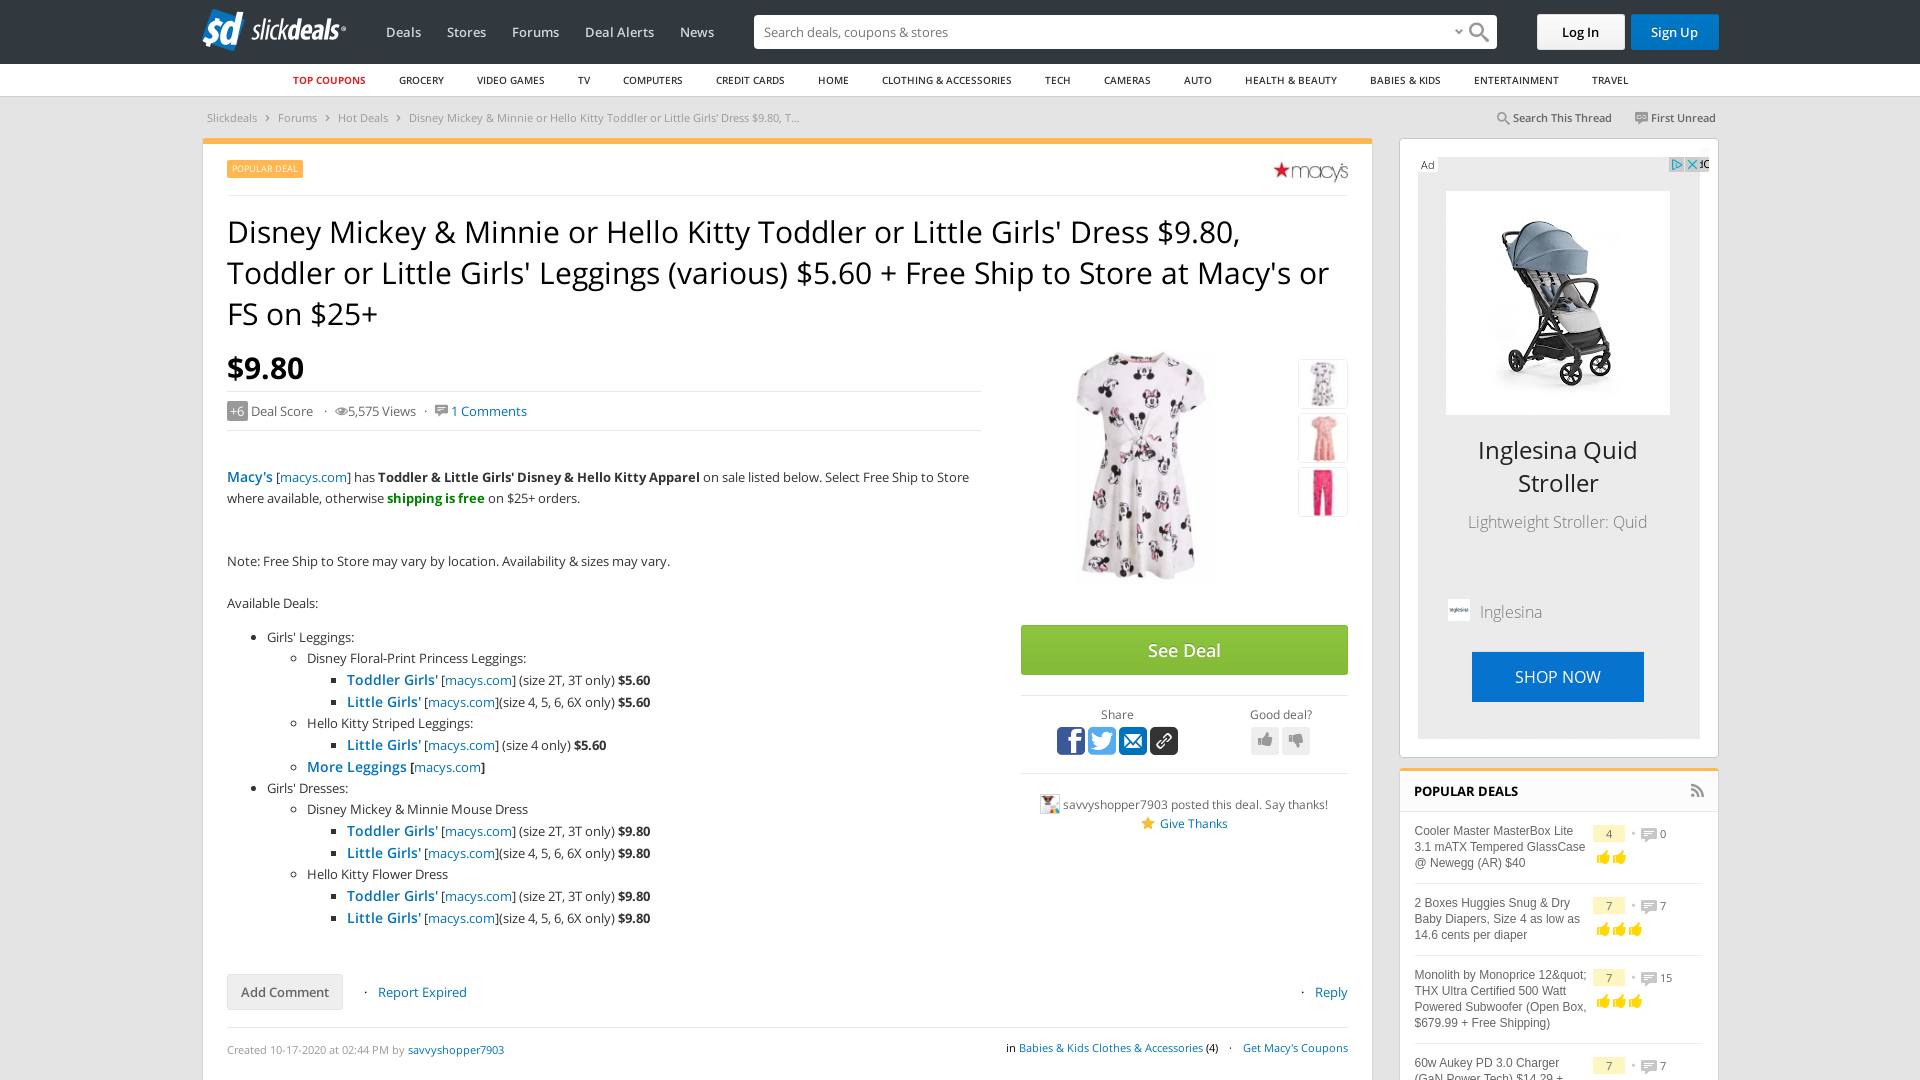 slickdeals
Deals Stores Forums Deal Alerts News
Search deals, coupons & stores
Log In Sign Up
TOP COUPONS GROCERY VIDEO GAMES TV COMPUTERS CREDIT CARDS HOME CLOTHING & ACCESSORIES TECH CAMERAS AUTO HEALTH & BEAUTY BABIES & KIDS ENTERTAINMENT TRAVEL
Slickdeals › Forums › Hot Deals › Disney Mickey & Minnie or Hello Kitty Toddler or Little Girls' Dress $9.80, T...
Search This Thread First Unread
POPULAR DEAL
macy's
Disney Mickey & Minnie or Hello Kitty Toddler or Little Girls' Dress $9.80,
Toddler or Little Girls' Leggings (various) $5.60 + Free Ship to Store at Macy's or
FS on $25+
$9.80
+6 Deal Score · 5,575 Views · 1 Comments
Macy's [macys.com] has Toddler & Little Girls' Disney & Hello Kitty Apparel on sale listed below. Select Free Ship to Store
where available, otherwise shipping is free on $25+ orders.
Note: Free Ship to Store may vary by location. Availability & sizes may vary.
Available Deals:
Girls' Leggings:
Disney Floral-Print Princess Leggings:
Toddler Girls' [macys.com] (size 2T, 3T only) $5.60
Little Girls' [macys.com](size 4, 5, 6, 6X only) $5.60
Hello Kitty Striped Leggings:
Little Girls' [macys.com] (size 4 only) $5.60
More Leggings [macys.com]
Girls' Dresses:
Disney Mickey & Minnie Mouse Dress
Toddler Girls' [macys.com] (size 2T, 3T only) $9.80
Little Girls' [macys.com](size 4, 5, 6, 6X only) $9.80
Hello Kitty Flower Dress
Toddler Girls' [macys.com] (size 2T, 3T only) $9.80
Little Girls' [macys.com](size 4, 5, 6, 6X only) $9.80
See Deal
Share Good deal?
savvyshopper7903 posted this deal. Say thanks!
Give Thanks
Add Comment · Report Expired · Reply
Created 10-17-2020 at 02:44 PM by savvyshopper7903
in Babies & Kids Clothes & Accessories (4) · Get Macy's Coupons
Ad
Inglesina Quid
Stroller
Lightweight Stroller: Quid
Inglesina
SHOP NOW
POPULAR DEALS
Cooler Master MasterBox Lite 4 • 0
3.1 mATX Tempered GlassCase
@ Newegg (AR) $40
2 Boxes Huggies Snug & Dry 7 • 7
Baby Diapers, Size 4 as low as
14.6 cents per diaper
Monolith by Monoprice 12&quot; 7 • 15
THX Ultra Certified 500 Watt
Powered Subwoofer (Open Box,
$679.99 + Free Shipping)
60w Aukey PD 3.0 Charger 7 • 7
(GaN Power Tech) $14.29 +